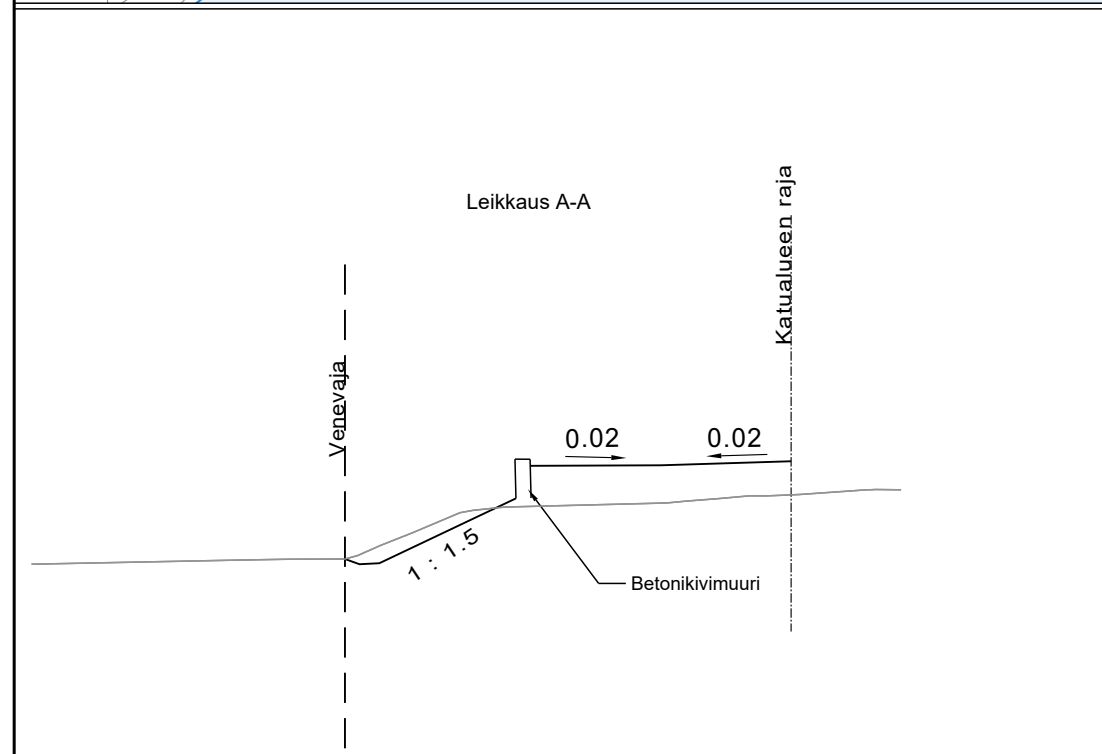 Leikkaus A-A
Katualueen raja
Venevaja
0.02
0.02
1 : 1.5
Betonikivimuuri